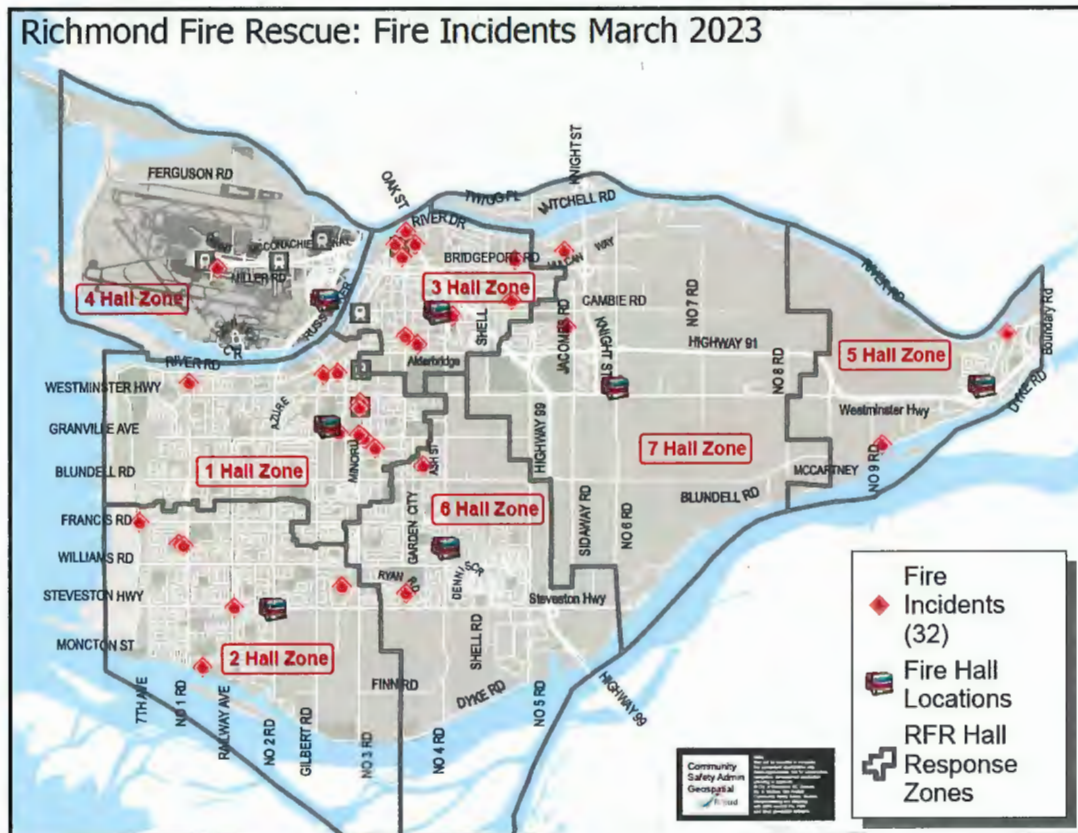 Richmond Fire Rescue: Fire Incidents March 2023
KNIGHT ST
OAK ST
FERGUSON RD
MITCHELL RD
RIVER DR
BRIDGEPORT RD
VULCAN WAY
MILLER RD
3 Hall Zone
4 Hall Zone
CAMBIE RD
NO 7 RD
RIVER RD
Boundary Rd
SHELL
JACOMBS RD
KNIGHT ST
HIGHWAY 91
5 Hall Zone
RIVER RD
Alderbridge
NO 8 RD
DYKE RD
WESTMINSTER HWY
AZURE
Westminster Hwy
GRANVILLE AVE
MINORU
HIGHWAY 99
7 Hall Zone
NO 9 RD
BLUNDELL RD
1 Hall Zone
ASH ST
MCCARTNEY
BLUNDELL RD
FRANCIS RD
GARDEN CITY
6 Hall Zone
SIDAWAY RD
NO 6 RD
WILLIAMS RD
RYAN RD
DENNIS CR
STEVESTON HWY
Steveston Hwy
MONCTON ST
2 Hall Zone
SHELL RD
FINN RD
DYKE RD
HIGHWAY 99
7TH AVE
NO 1 RD
RAILWAY AVE
NO 2 RD
GILBERT RD
NO 3 RD
NO 4 RD
NO 5 RD
Fire
Incidents
(32)
Fire Hall
Locations
RFR Hall
Response
Zones
Community
Safety Admin
Geospatial